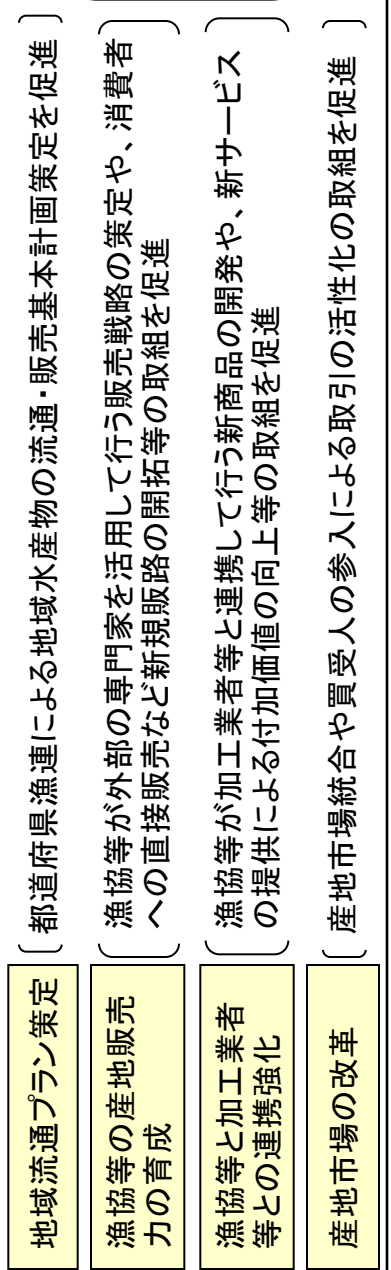 地域流通プラン策定
都道府県漁連による地域水産物の流通・販売基本計画策定を促進
漁協等の産地販売
力の育成
漁協等が外部の専門家を活用して行う販売戦略の策定や、消費者
への直接販売など新規販路の開拓等の取組を促進
漁協等と加工業者
等との連携強化
漁協等が加工業者等と連携して行う新商品の開発や、新サービス
の提供による付加価値の向上等の取組を促進
産地市場の改革
産地市場統合や買受人の参入による取引の活性化の取組を促進